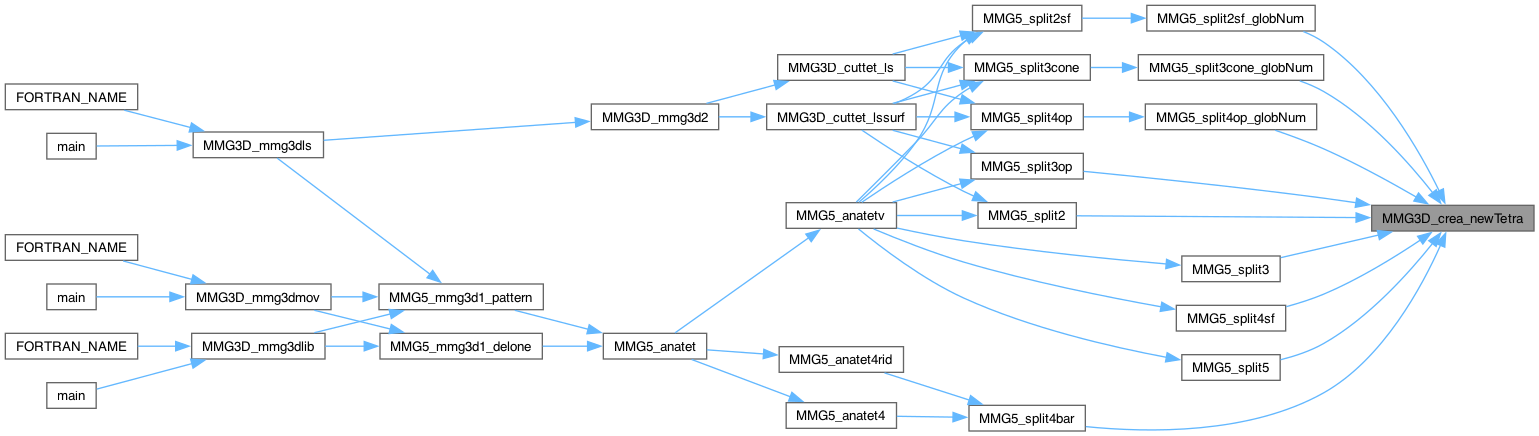 MMG5_split2sf
MMG5_split2sf_globNum
MMG3D_cuttet_ls
MMG5_split3cone
MMG5_split3cone_globNum
FORTRAN_NAME
MMG3D_mmg3d2
MMG3D_cuttet_lssurf
MMG5_split4op
MMG5_split4op_globNum
main
MMG3D_mmg3dls
MMG5_split3op
MMG5_anatetv
MMG5_split2
MMG3D_crea_newTetra
FORTRAN_NAME
MMG5_split3
main
MMG3D_mmg3dmov
MMG5_mmg3d1_pattern
MMG5_split4sf
FORTRAN_NAME
MMG3D_mmg3dlib
MMG5_mmg3d1_delone
MMG5_anatet
MMG5_anatet4rid
MMG5_split5
main
MMG5_anatet4
MMG5_split4bar